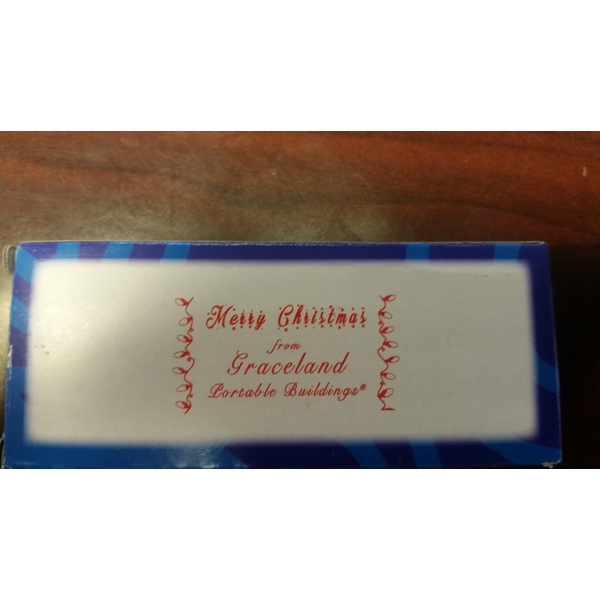 Merry Christmas
from
Graceland
Portable Buildings®